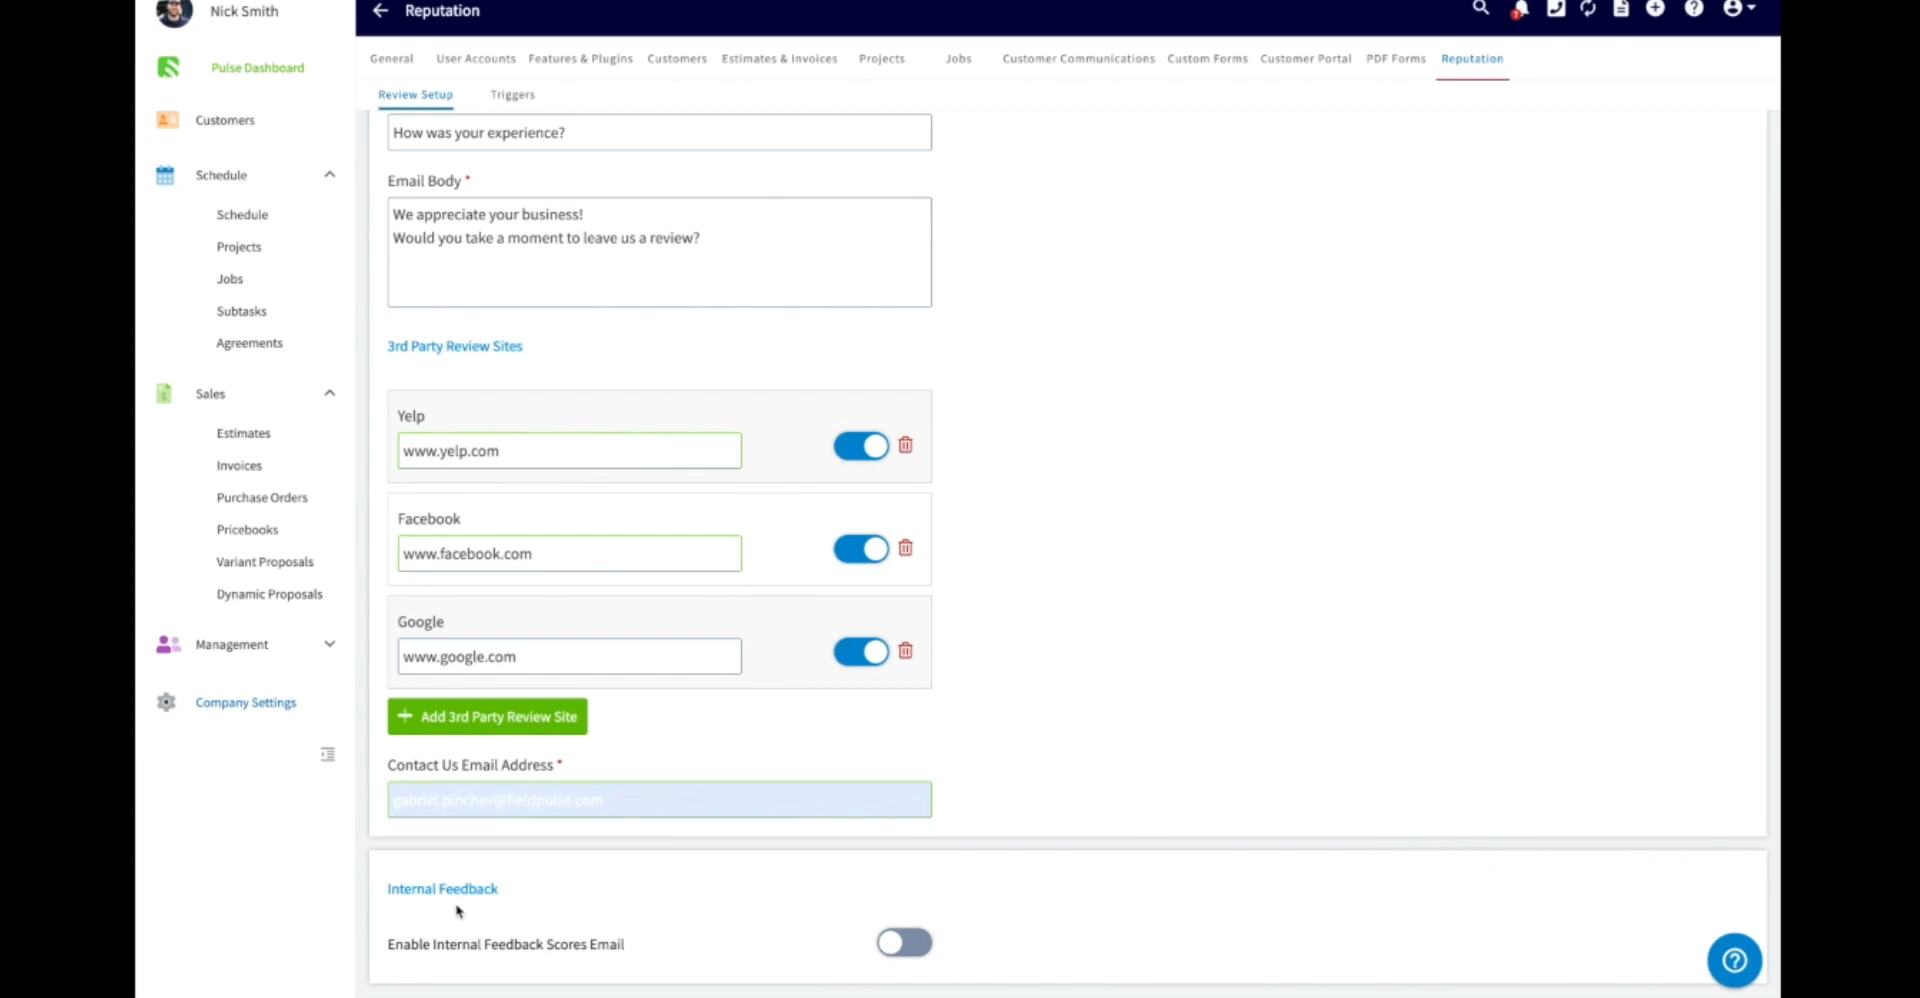 Nick Smith
Reputation
7
Pulse Dashboard
General User Accounts Features & Plugins Customers Estimates & Invoices Projects Jobs Customer Communications Custom Forms Customer Portal PDF Forms Reputation
Review Setup Triggers
Customers
Schedule
Schedule
Projects
Jobs
Subtasks
Agreements
Sales
Estimates
Invoices
Purchase Orders
Pricebooks
Variant Proposals
Dynamic Proposals
Management
Company Settings
How was your experience?
Email Body *
We appreciate your business!
Would you take a moment to leave us a review?
3rd Party Review Sites
Yelp
www.yelp.com
Facebook
www.facebook.com
Google
www.google.com
+ Add 3rd Party Review Site
Contact Us Email Address *
gabriel.pinchev@fieldpulse.com
Internal Feedback
Enable Internal Feedback Scores Email